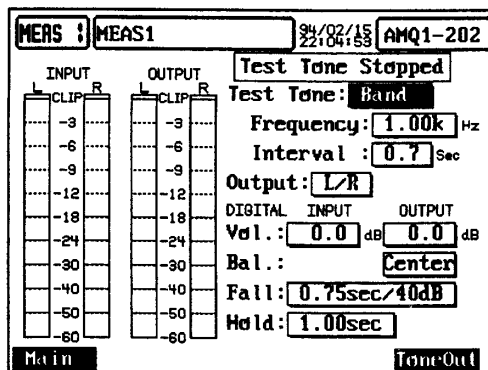 MEAS : MEAS1 94/02/15 22:04:53 AMQ1-202
Test Tone Stopped
INPUT OUTPUT
L R L R
CLIP CLIP
-3 -3
-6 -6
-9 -9
-12 -12
-18 -18
-24 -24
-30 -30
-40 -40
-50 -50
-60 -60
Test Tone: Band
Frequency: 1.00k Hz
Interval : 0.7 Sec
Output: L/R
DIGITAL INPUT OUTPUT
Vol.: 0.0 dB 0.0 dB
Bal.: Center
Fall: 0.75sec/40dB
Hold: 1.00sec
Main ToneOut